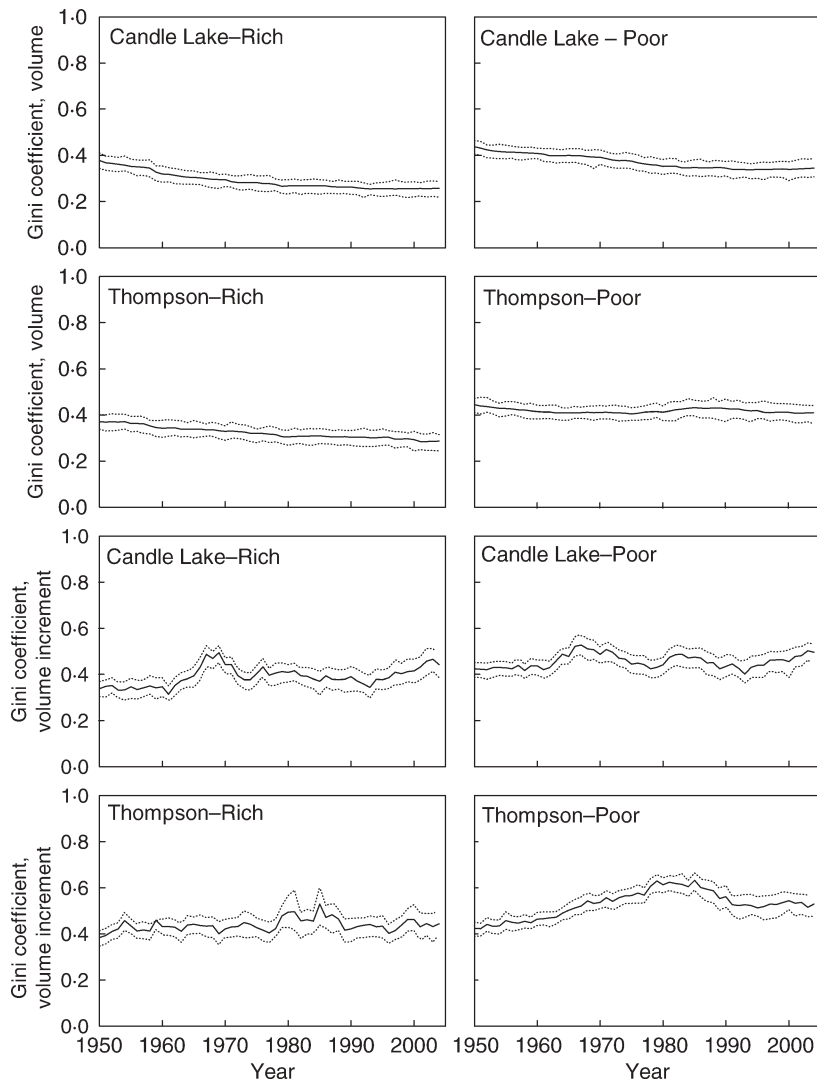 Candle Lake–Rich
Candle Lake – Poor
Gini coefficient, volume
1·0
0·8
0·6
0·4
0·2
0·0
Thompson–Rich
Thompson–Poor
Gini coefficient, volume
1·0
0·8
0·6
0·4
0·2
0·0
Candle Lake–Rich
Candle Lake–Poor
Gini coefficient,
volume increment
1·0
0·8
0·6
0·4
0·2
0·0
Thompson–Rich
Thompson–Poor
Gini coefficient,
volume increment
1·0
0·8
0·6
0·4
0·2
0·0
1950 1960 1970 1980 1990 2000 1950 1960 1970 1980 1990 2000
Year Year